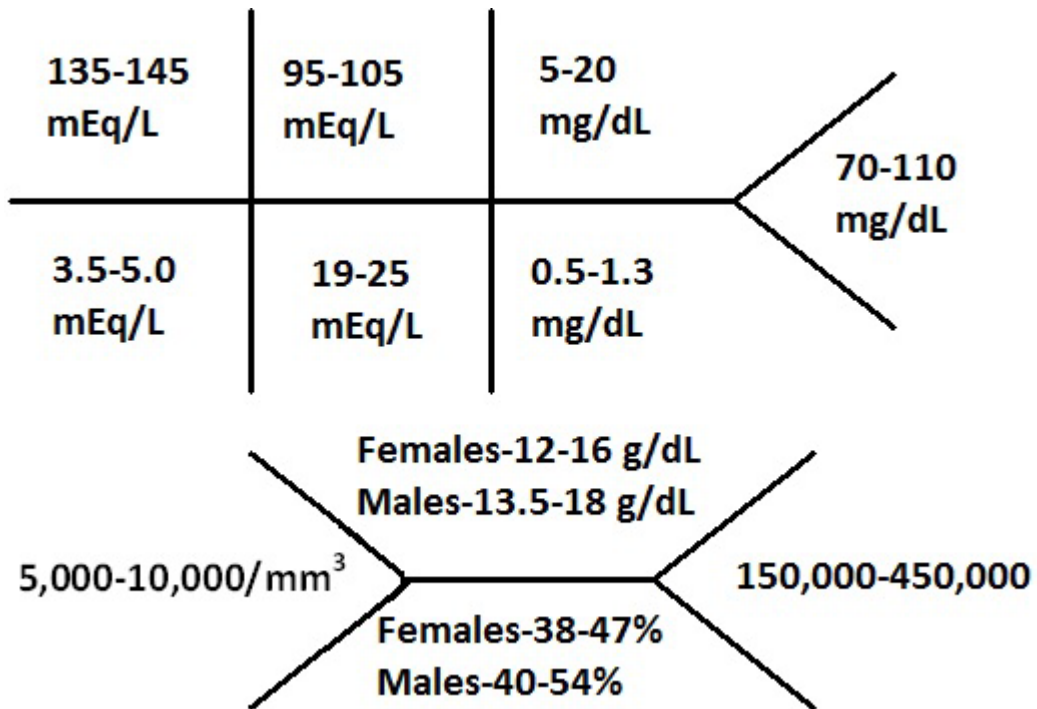 135-145
mEq/L
95-105
mEq/L
5-20
mg/dL
70-110
mg/dL
3.5-5.0
mEq/L
19-25
mEq/L
0.5-1.3
mg/dL
Females-12-16 g/dL
Males-13.5-18 g/dL
5,000-10,000/mm³
150,000-450,000
Females-38-47%
Males-40-54%